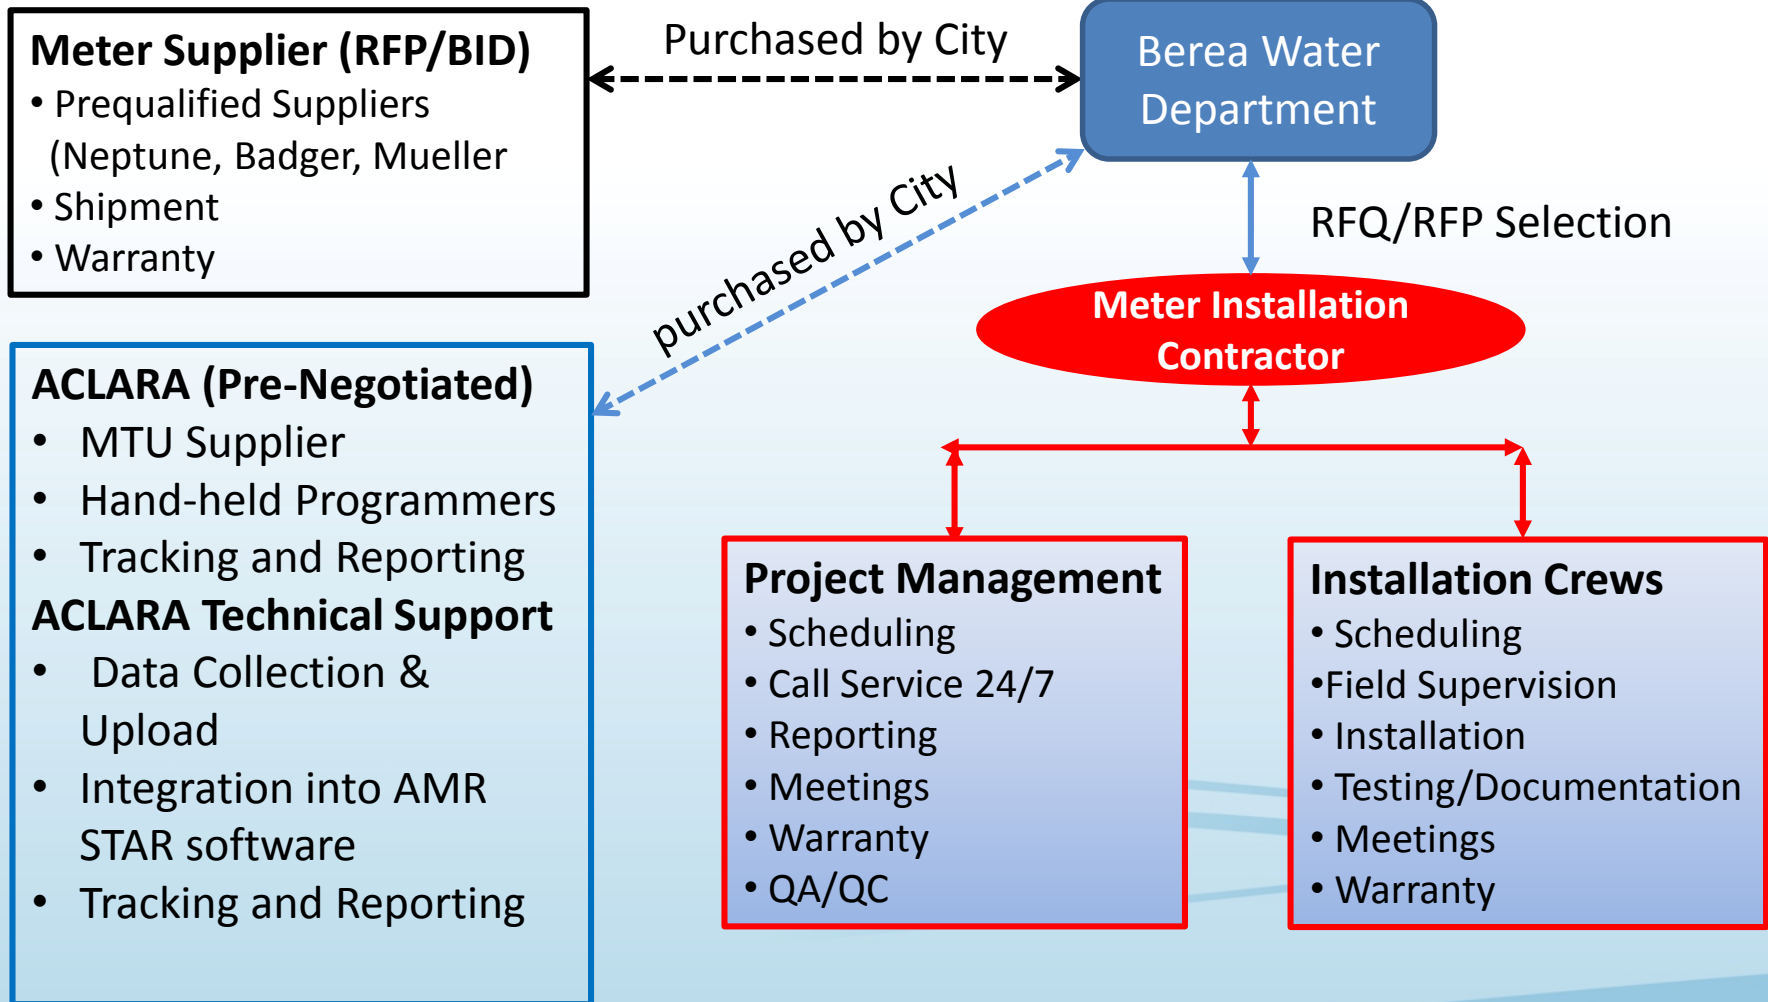 Meter Supplier (RFP/BID)
• Prequalified Suppliers
(Neptune, Badger, Mueller
• Shipment
• Warranty
Purchased by City
Berea Water
Department
purchased by City
RFQ/RFP Selection
Meter Installation
Contractor
ACLARA (Pre-Negotiated)
• MTU Supplier
• Hand-held Programmers
• Tracking and Reporting
ACLARA Technical Support
• Data Collection &
Upload
• Integration into AMR
STAR software
• Tracking and Reporting
Project Management
• Scheduling
• Call Service 24/7
• Reporting
• Meetings
• Warranty
• QA/QC
Installation Crews
• Scheduling
•Field Supervision
• Installation
• Testing/Documentation
• Meetings
• Warranty